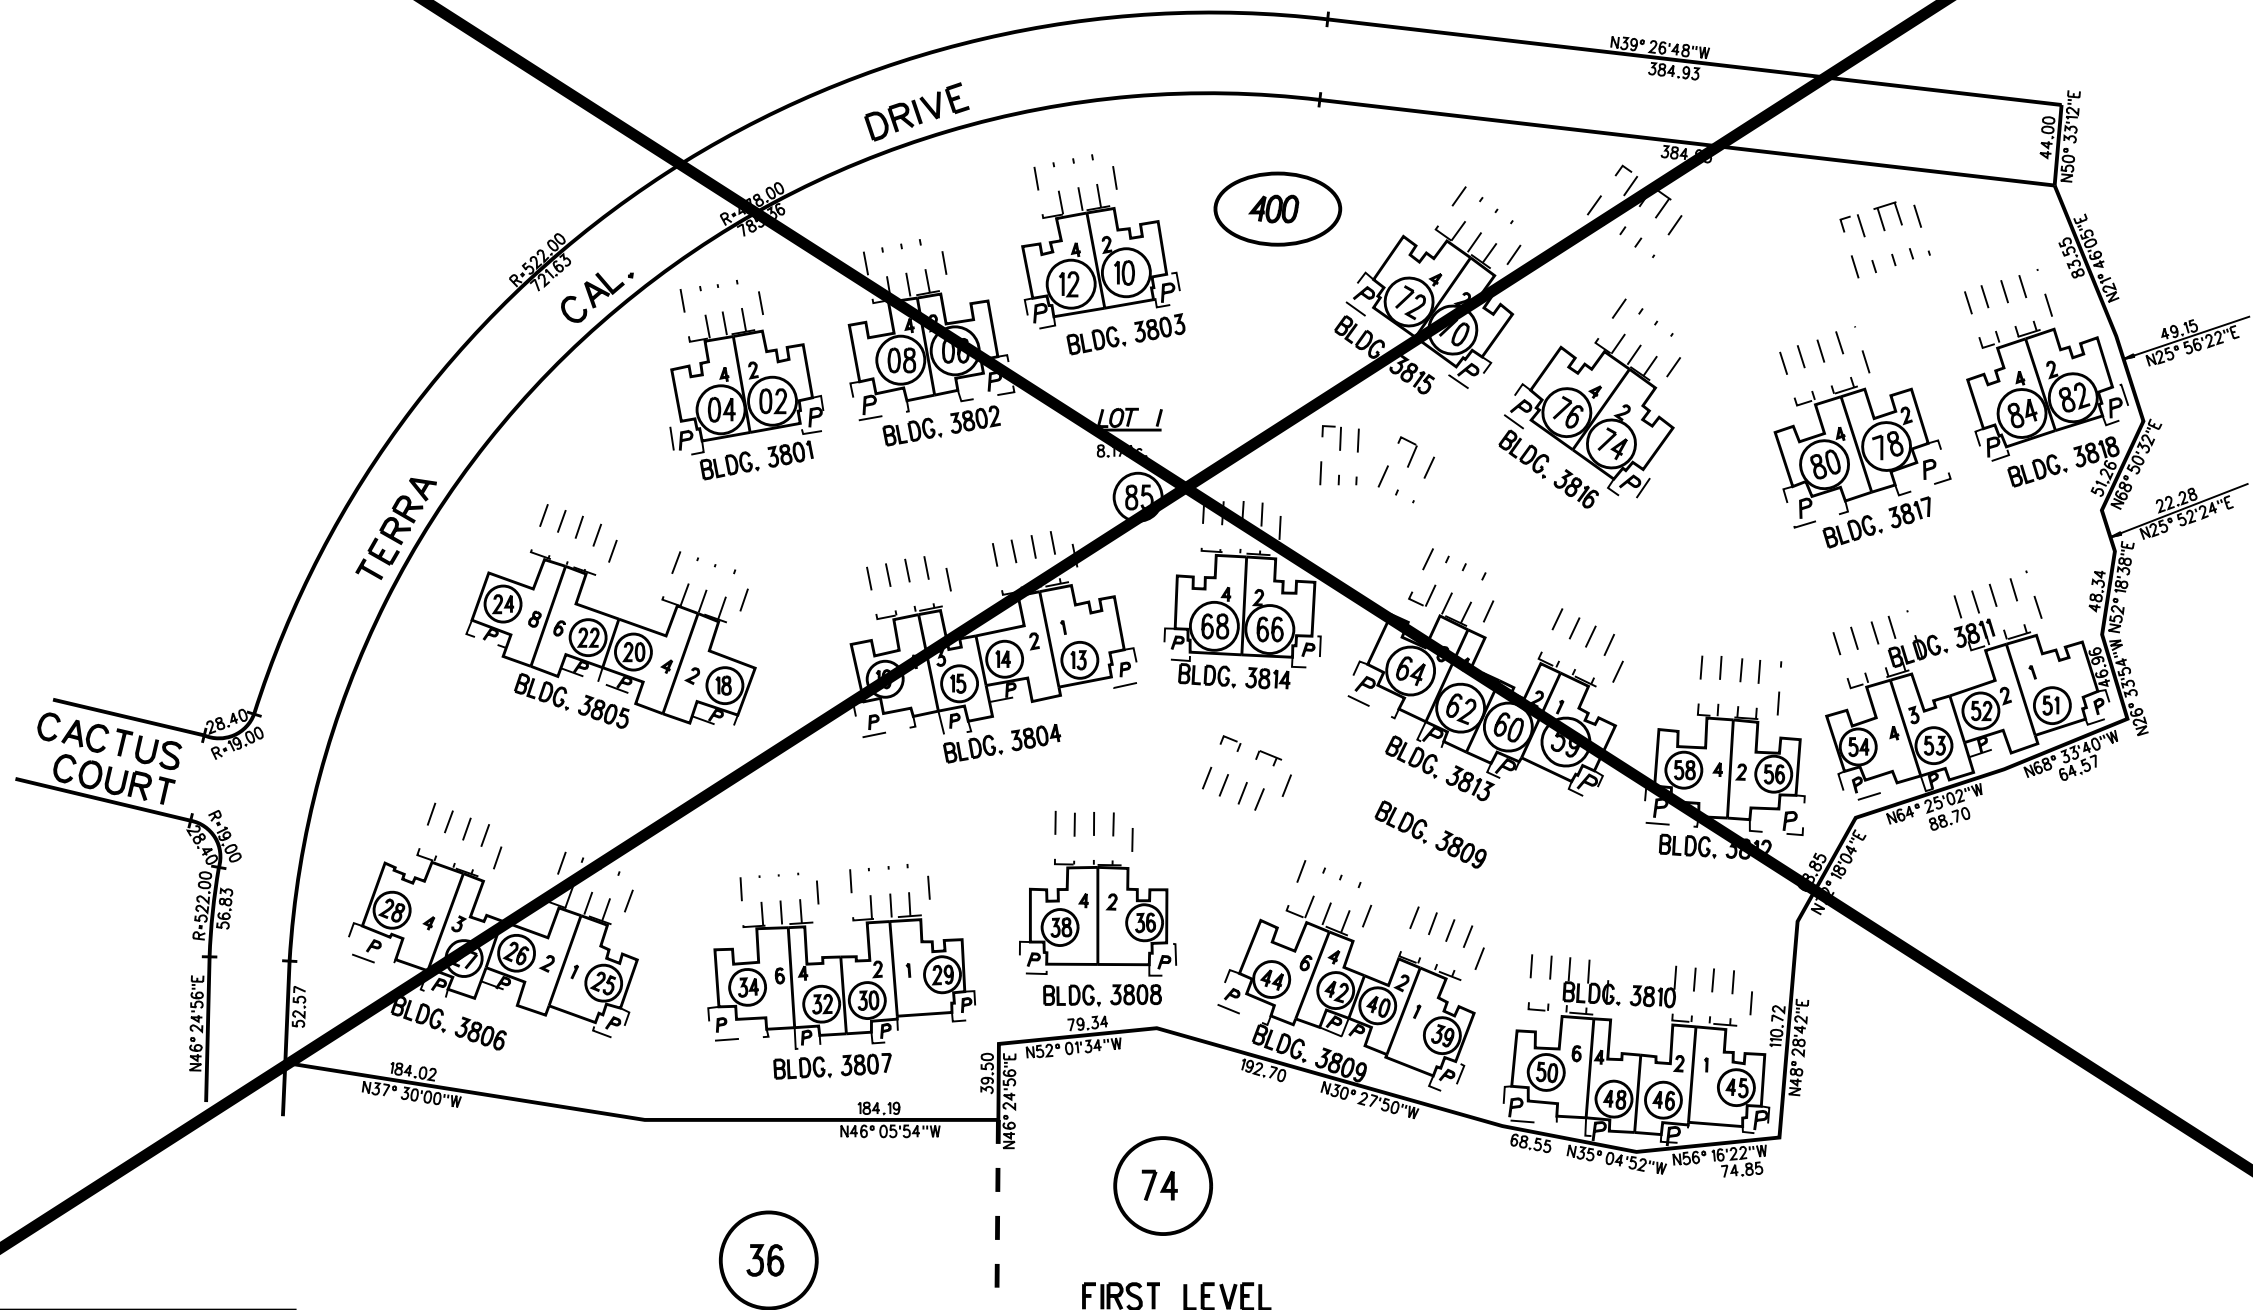 N39°26'48"W
384.93
44.00
N50°33'12"E
DRIVE
R=522.00
721.63
CAL.
TERRA
400
83.55
N21°46'05"E
49.15
N25°56'22"E
51.26
N68°50'32"E
22.28
N25°52'24"E
48.34
N52°18'38"E
46.96
N26°33'54"W
12
4
2
10
P
P
BLDG. 3803
04
4
2
02
P
P
BLDG. 3801
08
4
06
P
P
BLDG. 3802
72
4
2
70
P
P
BLDG. 3815
76
4
2
74
P
P
BLDG. 3816
80
4
2
78
P
P
BLDG. 3817
84
4
2
82
P
P
BLDG. 3818
LOT 1
85
24
8
6
22
20
4
2
18
P
P
P
P
BLDG. 3805
3
15
14
2
1
13
P
P
P
P
BLDG. 3804
68
4
2
66
P
P
BLDG. 3814
64
62
60
2
1
59
P
P
P
P
BLDG. 3813
BLDG. 3809
58
4
2
56
P
P
BLDG. 3812
BLDG. 3811
54
4
3
53
52
2
1
51
P
P
P
P
N68°33'40"W
64.57
N64°25'02"W
88.70
CACTUS
COURT
28.40
R=19.00
R=19.00
28.40
R=522.00
56.83
N46°24'56"E
52.57
28
4
3
27
26
2
1
25
P
P
P
P
BLDG. 3806
34
6
4
32
30
2
1
29
P
P
P
P
BLDG. 3807
38
4
2
36
P
P
BLDG. 3808
44
6
4
42
40
2
1
39
P
P
P
P
BLDG. 3809
BLDG. 3810
50
6
4
48
46
2
1
45
P
P
P
P
110.72
N48°28'42"E
184.02
N37°30'00"W
184.19
N46°05'54"W
39.50
N46°24'56"E
79.34
N52°01'34"W
192.70
N30°27'50"W
68.55
N35°04'52"W
N56°16'22"W
74.85
74
36
FIRST LEVEL